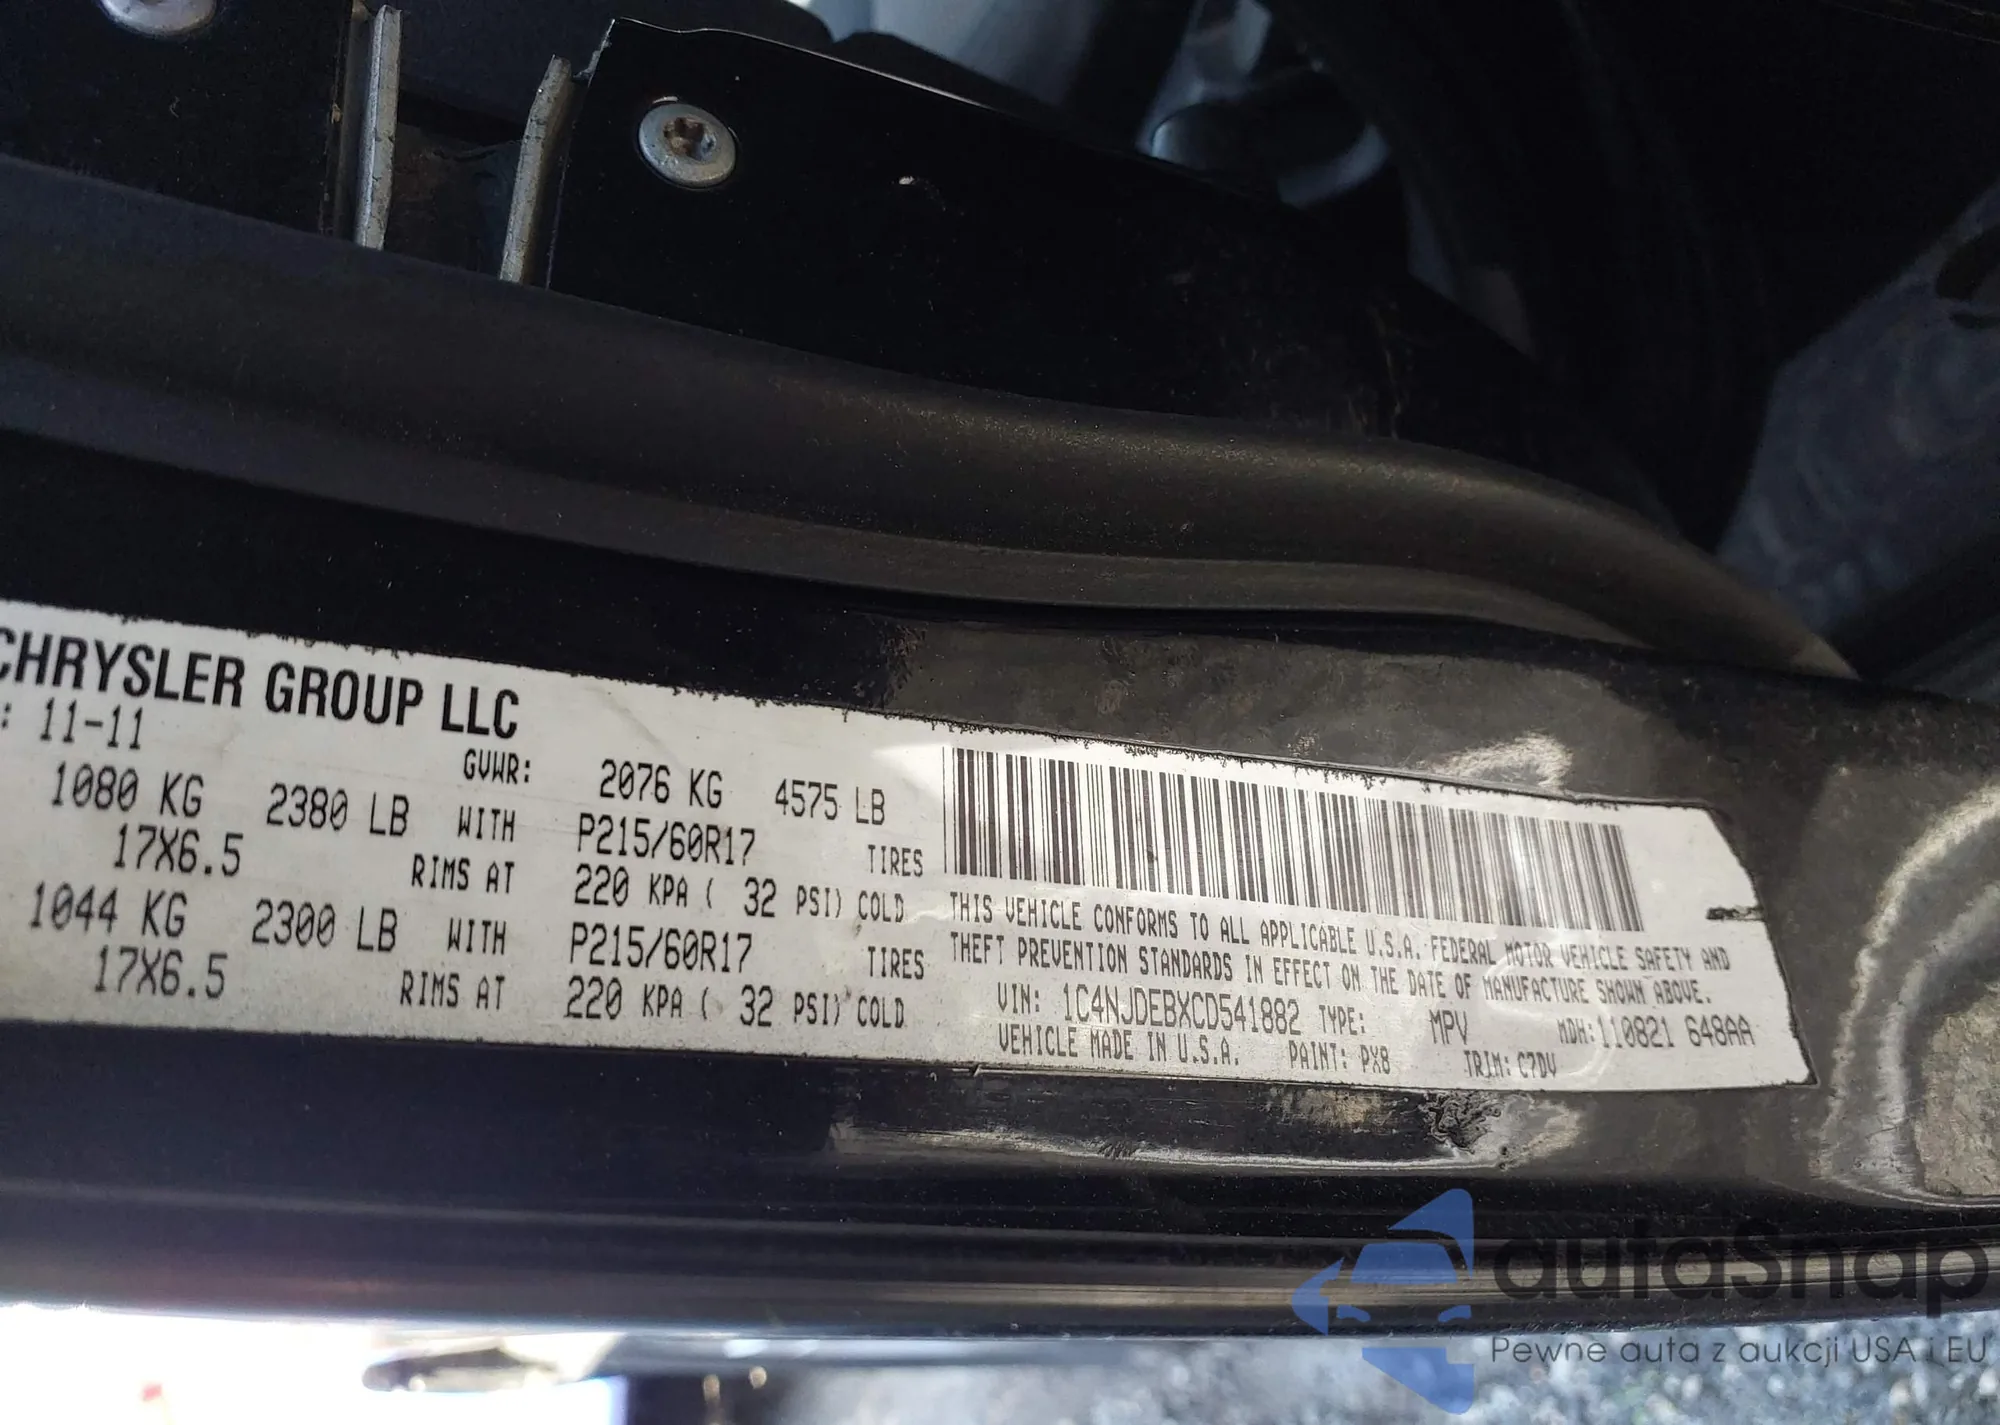 CHRYSLER GROUP LLC
: 11-11
GVWR: 2076 KG 4575 LB
1080 KG 2380 LB WITH P215/60R17 TIRES
17X6.5 RIMS AT 220 KPA ( 32 PSI) COLD
1044 KG 2300 LB WITH P215/60R17 TIRES
17X6.5 RIMS AT 220 KPA ( 32 PSI) COLD
THIS VEHICLE CONFORMS TO ALL APPLICABLE U.S.A. FEDERAL MOTOR VEHICLE SAFETY AND
THEFT PREVENTION STANDARDS IN EFFECT ON THE DATE OF MANUFACTURE SHOWN ABOVE.
VIN: 1C4NJDEBXCD541882 TYPE: MPV MDH:110821 648AA
VEHICLE MADE IN U.S.A. PAINT: PX8 TRIM: C7DV
autaSnap
Pewne auta z aukcji USA i EU